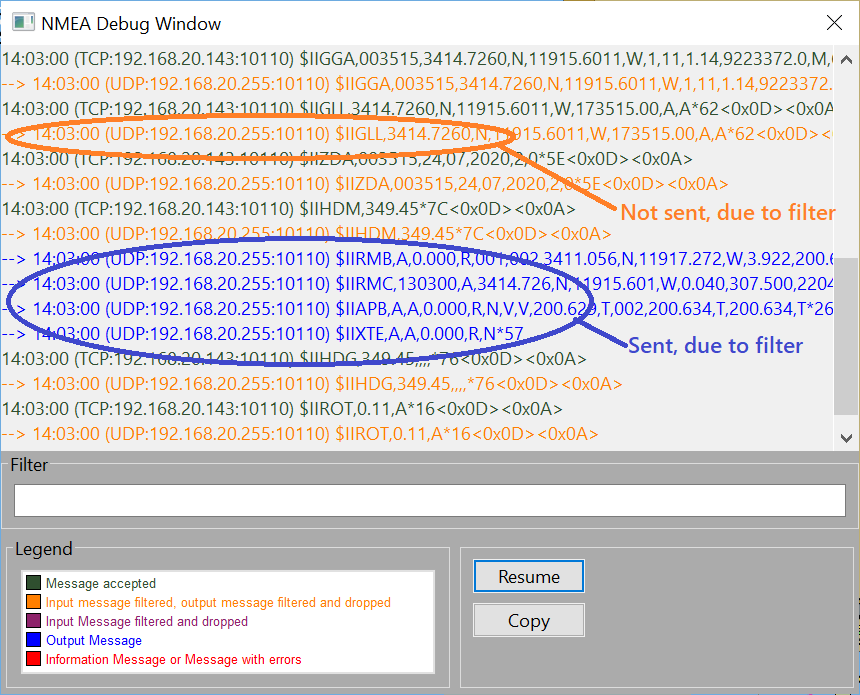 NMEA Debug Window
14:03:00 (TCP:192.168.20.143:10110) $IIGGA,003515,3414.7260,N,11915.6011,W,1,11,1.14,9223372.0,M,
--> 14:03:00 (UDP:192.168.20.255:10110) $IIGGA,003515,3414.7260,N,11915.6011,W,1,11,1.14,9223372.
14:03:00 (TCP:192.168.20.143:10110) $IIGLL,3414.7260,N,11915.6011,W,173515.00,A,A*62<0x0D><0x0A
--> 14:03:00 (UDP:192.168.20.255:10110) $IIGLL,3414.7260,N,11915.6011,W,173515.00,A,A*62<0x0D><
14:03:00 (TCP:192.168.20.143:10110) $IIZDA,003515,24,07,2020,2,0*5E<0x0D><0x0A>
--> 14:03:00 (UDP:192.168.20.255:10110) $IIZDA,003515,24,07,2020,2,0*5E<0x0D><0x0A>
14:03:00 (TCP:192.168.20.143:10110) $IIHDM,349.45*7C<0x0D><0x0A>
Not sent, due to filter
--> 14:03:00 (UDP:192.168.20.255:10110) $IIHDM,349.45*7C<0x0D><0x0A>
--> 14:03:00 (UDP:192.168.20.255:10110) $IIRMB,A,0.000,R,001,002,3411.056,N,11917.272,W,3.922,200.6
--> 14:03:00 (UDP:192.168.20.255:10110) $IIRMC,130300,A,3414.726,N,11915.601,W,0.040,307.500,2204
--> 14:03:00 (UDP:192.168.20.255:10110) $IIAPB,A,A,0.000,R,N,V,V,200.629,T,002,200.634,T,200.634,T*26
--> 14:03:00 (UDP:192.168.20.255:10110) $IIXTE,A,A,0.000,R,N*57
Sent, due to filter
14:03:00 (TCP:192.168.20.143:10110) $IIHDG,349.45,,,,*76<0x0D><0x0A>
--> 14:03:00 (UDP:192.168.20.255:10110) $IIHDG,349.45,,,,*76<0x0D><0x0A>
14:03:00 (TCP:192.168.20.143:10110) $IIROT,0.11,A*16<0x0D><0x0A>
--> 14:03:00 (UDP:192.168.20.255:10110) $IIROT,0.11,A*16<0x0D><0x0A>
Filter
Legend
Message accepted
Input message filtered, output message filtered and dropped
Input Message filtered and dropped
Output Message
Information Message or Message with errors
Resume
Copy